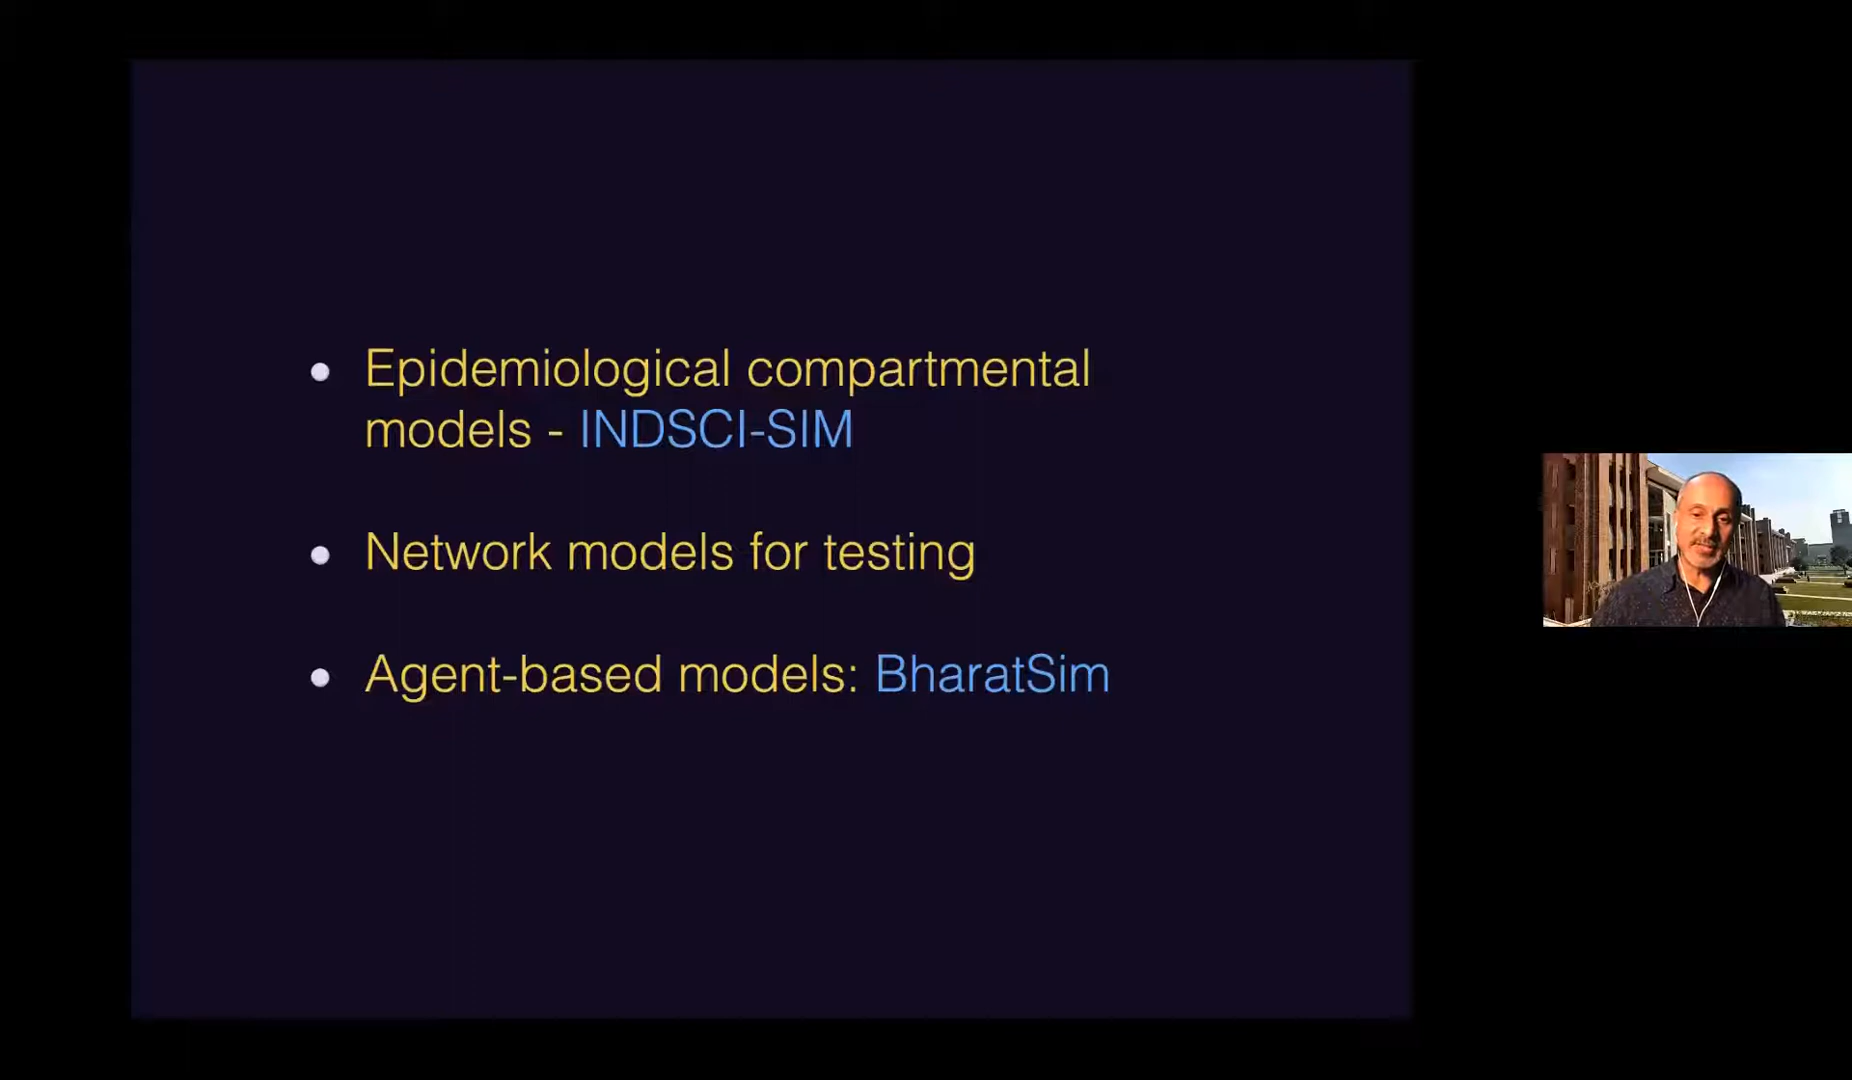 • Epidemiological compartmental
models - INDSCI-SIM
• Network models for testing
• Agent-based models: BharatSim